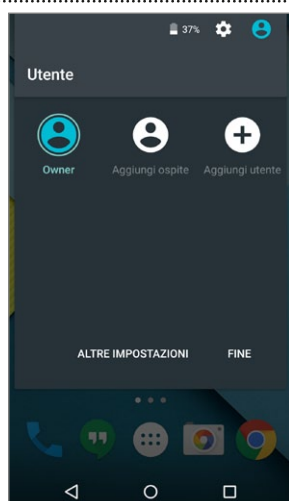 37%
Utente
Owner Aggiungi ospite Aggiungi utente
ALTRE IMPOSTAZIONI FINE